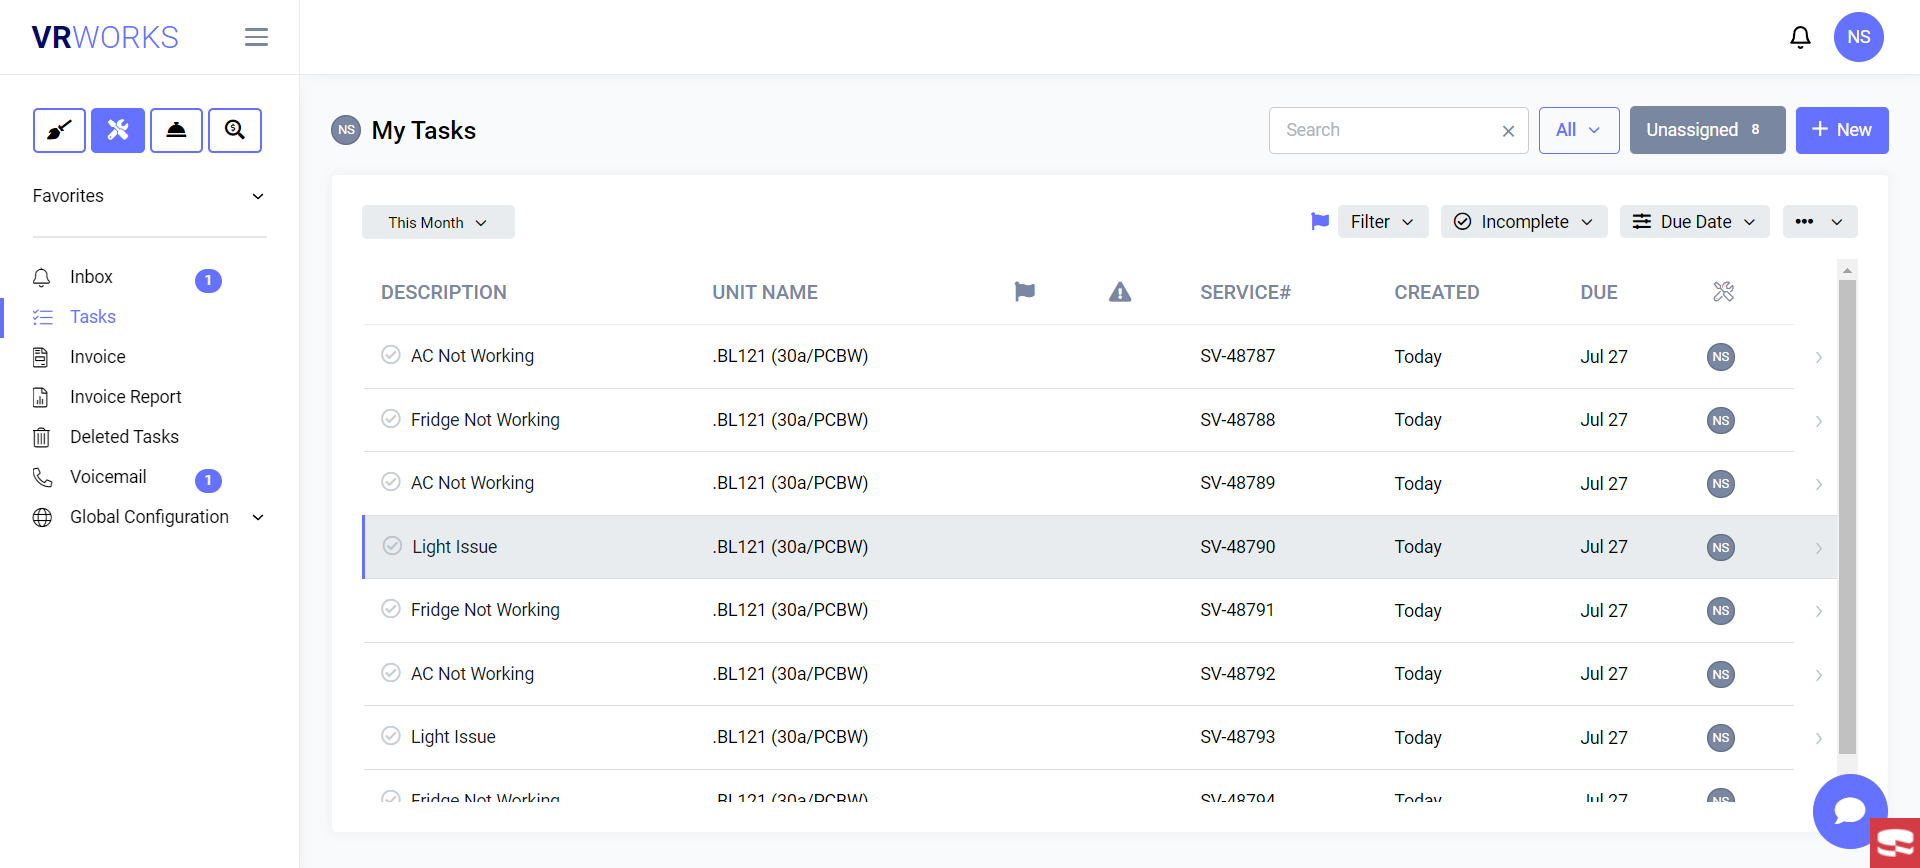 VRWORKS
NS
NS My Tasks
Search
All
Unassigned 8
+ New
Favorites
Inbox 1
Tasks
Invoice
Invoice Report
Deleted Tasks
Voicemail 1
Global Configuration
This Month
Filter
Incomplete
Due Date
DESCRIPTION UNIT NAME SERVICE# CREATED DUE
AC Not Working .BL121 (30a/PCBW) SV-48787 Today Jul 27 NS
Fridge Not Working .BL121 (30a/PCBW) SV-48788 Today Jul 27 NS
AC Not Working .BL121 (30a/PCBW) SV-48789 Today Jul 27 NS
Light Issue .BL121 (30a/PCBW) SV-48790 Today Jul 27 NS
Fridge Not Working .BL121 (30a/PCBW) SV-48791 Today Jul 27 NS
AC Not Working .BL121 (30a/PCBW) SV-48792 Today Jul 27 NS
Light Issue .BL121 (30a/PCBW) SV-48793 Today Jul 27 NS
Fridge Not Working .BL121 (30a/PCBW) SV-48794 Today Jul 27 NS